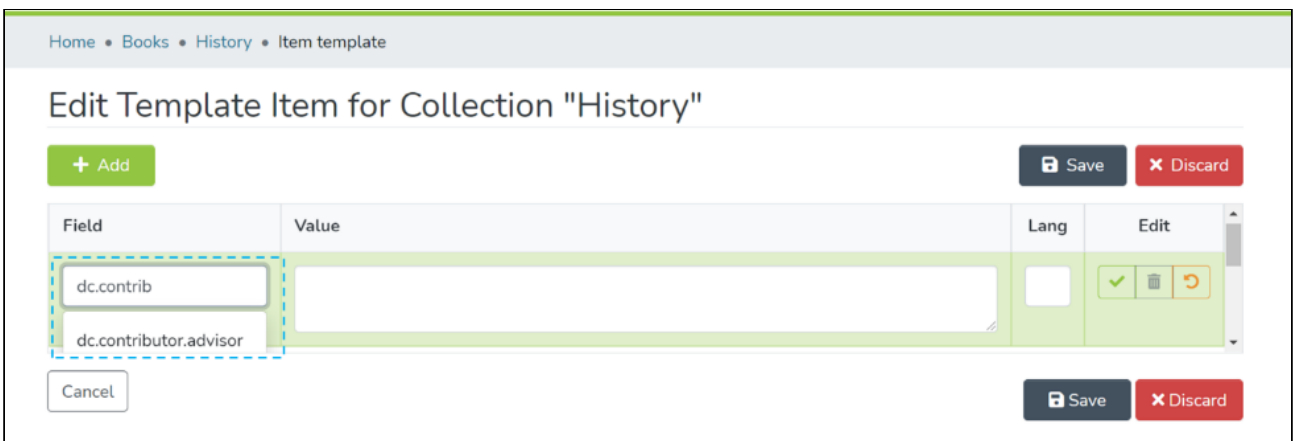 Home • Books • History • Item template
Edit Template Item for Collection "History"
+ Add
Save
Discard
Field Value Lang Edit
dc.contrib
dc.contributor.advisor
Cancel
Save
Discard